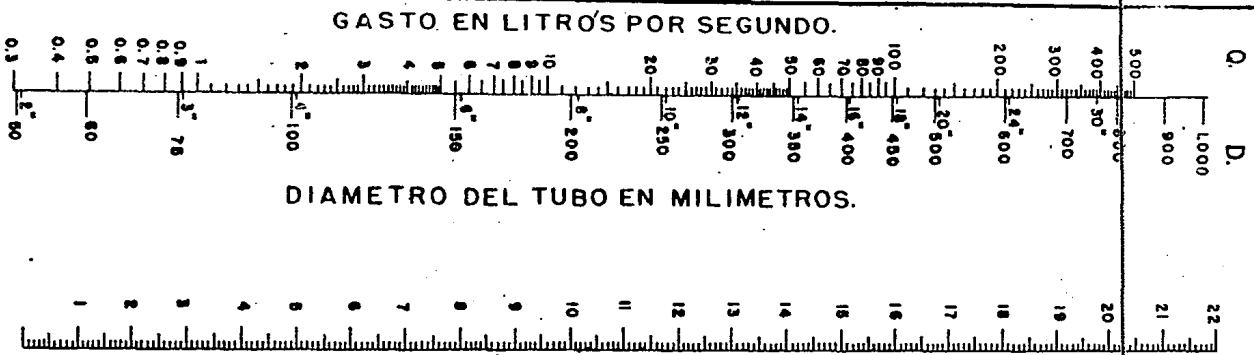 GASTO EN LITROS POR SEGUNDO.
Q.
0.3 0.4 0.5 0.6 0.7 0.8 0.9 1 2 3 4 5 6 7 8 9 10 20 30 40 50 60 70 80 90 100 200 300 400 500
2" 3" 4" 6" 8" 10" 12" 14" 16" 18" 20" 24" 30"
50 60 75 100 150 200 250 300 350 400 450 500 600 700 800 900 1,000
D.
DIAMETRO DEL TUBO EN MILIMETROS.
1 2 3 4 5 6 7 8 9 10 11 12 13 14 15 16 17 18 19 20 21 22